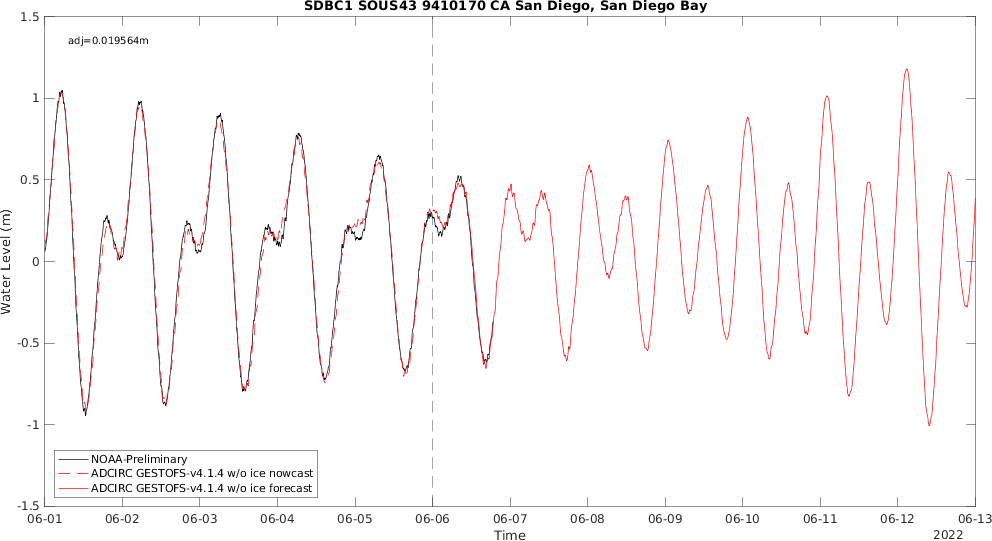 SDBC1 SOUS43 9410170 CA San Diego, San Diego Bay
adj=0.019564m
1.5
1
0.5
0
-0.5
-1
-1.5
Water Level (m)
NOAA-Preliminary
ADCIRC GESTOFS-v4.1.4 w/o ice nowcast
ADCIRC GESTOFS-v4.1.4 w/o ice forecast
06-01 06-02 06-03 06-04 06-05 06-06 06-07 06-08 06-09 06-10 06-11 06-12 06-13
Time
2022